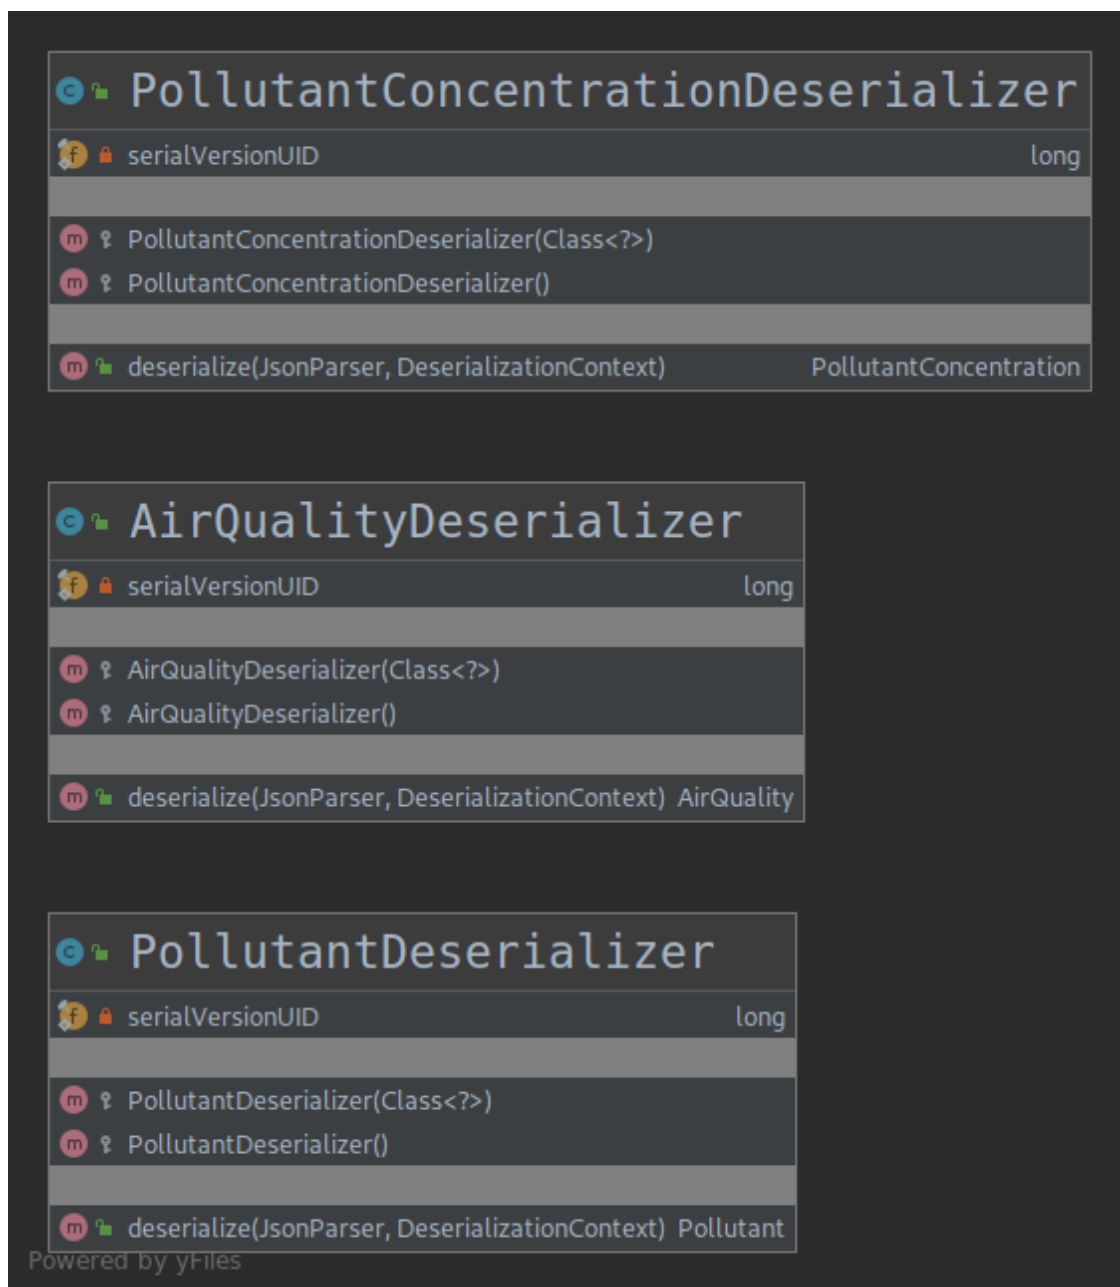 PollutantConcentrationDeserializer
serialVersionUID long
PollutantConcentrationDeserializer(Class<?>)
PollutantConcentrationDeserializer()
deserialize(JsonParser, DeserializationContext) PollutantConcentration
AirQualityDeserializer
serialVersionUID long
AirQualityDeserializer(Class<?>)
AirQualityDeserializer()
deserialize(JsonParser, DeserializationContext) AirQuality
PollutantDeserializer
serialVersionUID long
PollutantDeserializer(Class<?>)
PollutantDeserializer()
deserialize(JsonParser, DeserializationContext) Pollutant
Powered by yFiles